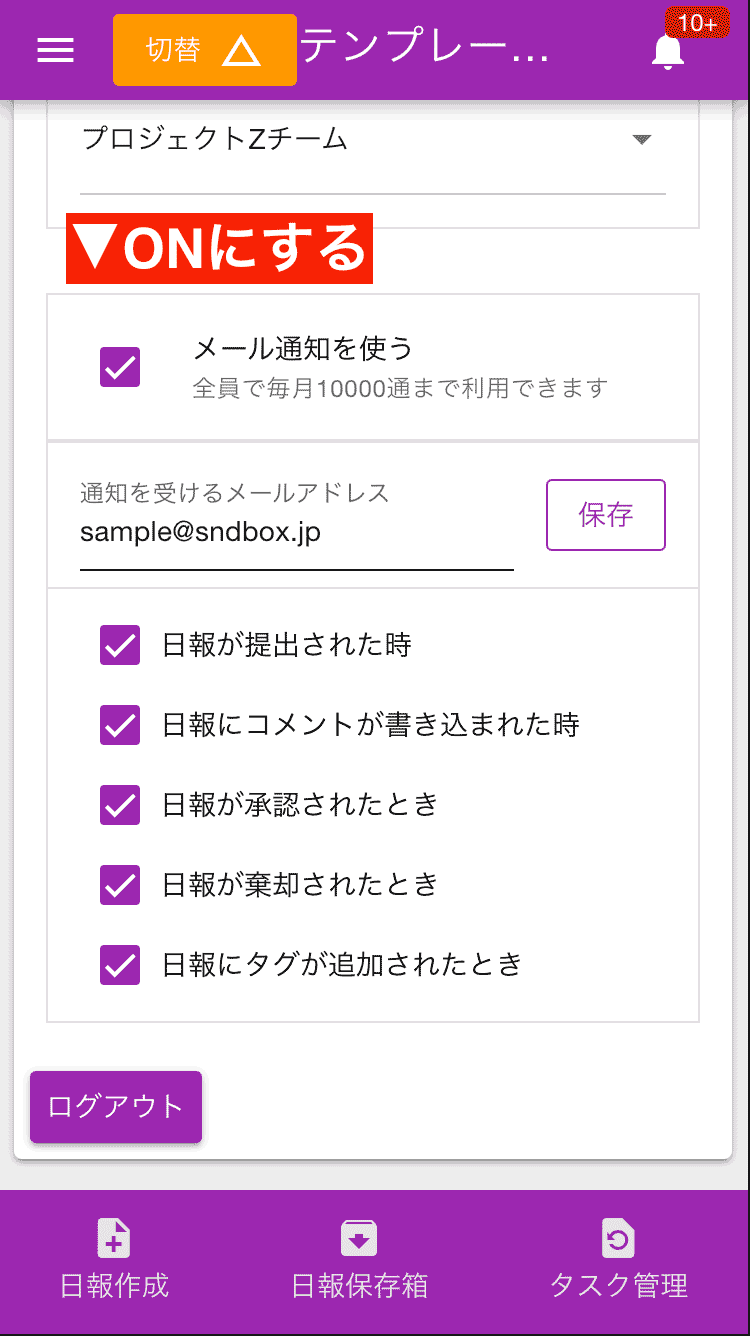 切替
テンプレー...
10+
プロジェクトZチーム
▼ONにする
メール通知を使う
全員で毎月10000通まで利用できます
通知を受けるメールアドレス
sample@sndbox.jp
保存
日報が提出された時
日報にコメントが書き込まれた時
日報が承認されたとき
日報が棄却されたとき
日報にタグが追加されたとき
ログアウト
日報作成
日報保存箱
タスク管理